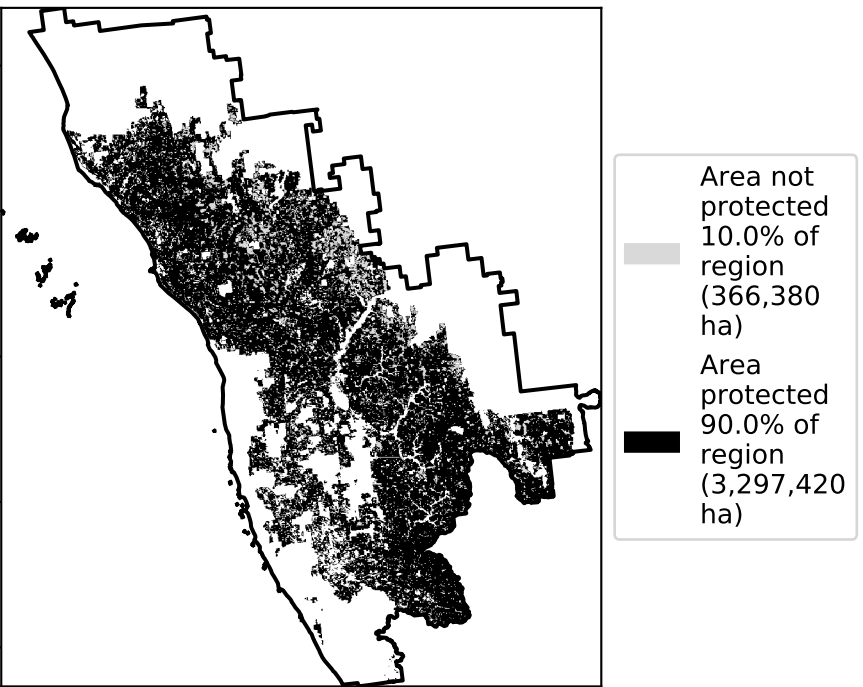 Area not
protected
10.0% of
region
(366,380
ha)
Area
protected
90.0% of
region
(3,297,420
ha)